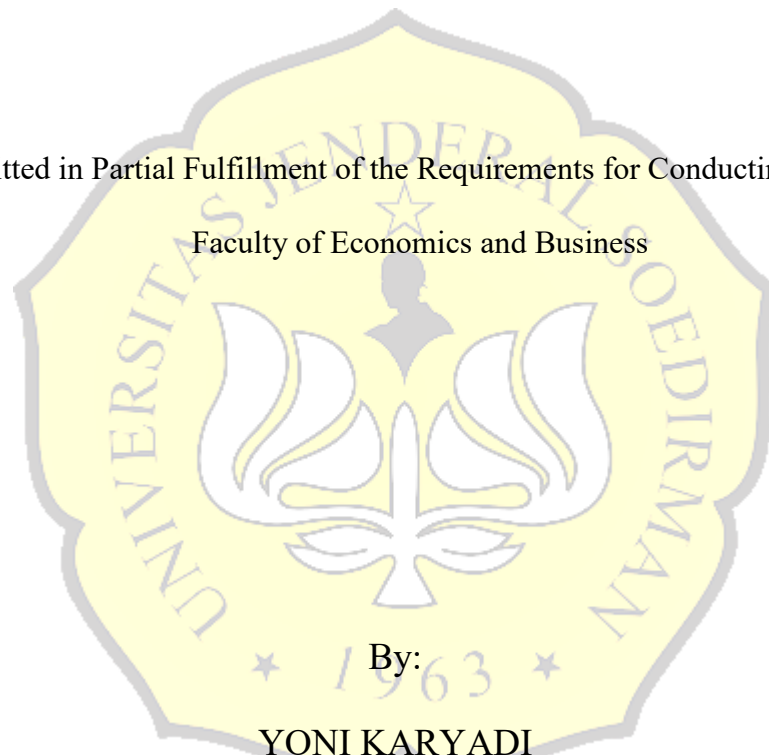 itted in Partial Fulfillment of the Requirements for Conductin
Faculty of Economics and Business
UNIVERSITAS JENDERAL SOEDIRMAN
By:
1963
YONI KARYADI